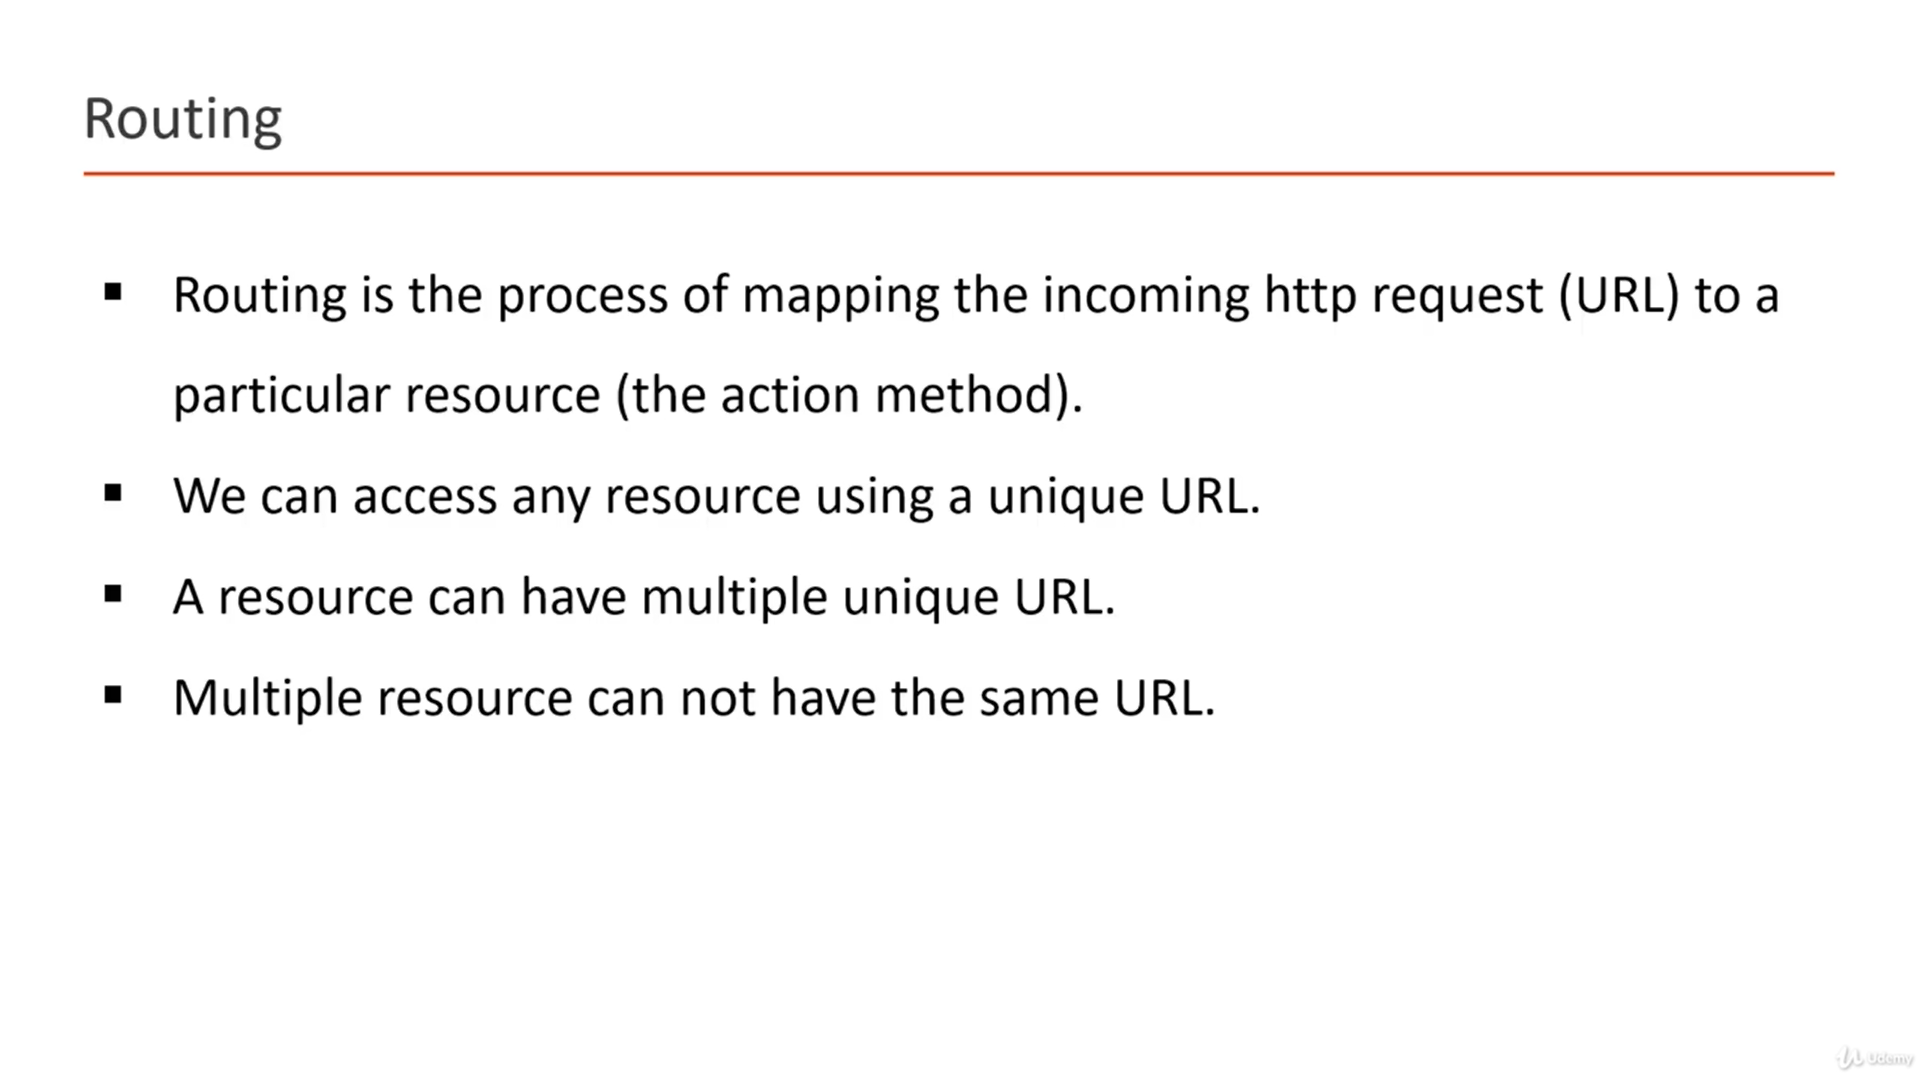 Routing
▪ Routing is the process of mapping the incoming http request (URL) to a
particular resource (the action method).
▪ We can access any resource using a unique URL.
▪ A resource can have multiple unique URL.
▪ Multiple resource can not have the same URL.
Udemy